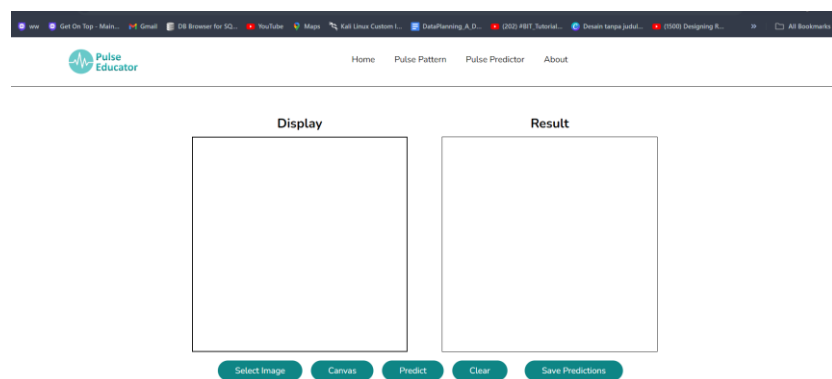 ww Get On Top - Main... Gmail DB Browser for SQ... YouTube Maps Kali Linux Custom I... DataPlanning_A_D... (202) #BIT_Tutorial... Desain tanpa judul... (1500) Designing R... » All Bookmarks
Pulse
Educator
Home Pulse Pattern Pulse Predictor About
Display Result
Select Image Canvas Predict Clear Save Predictions